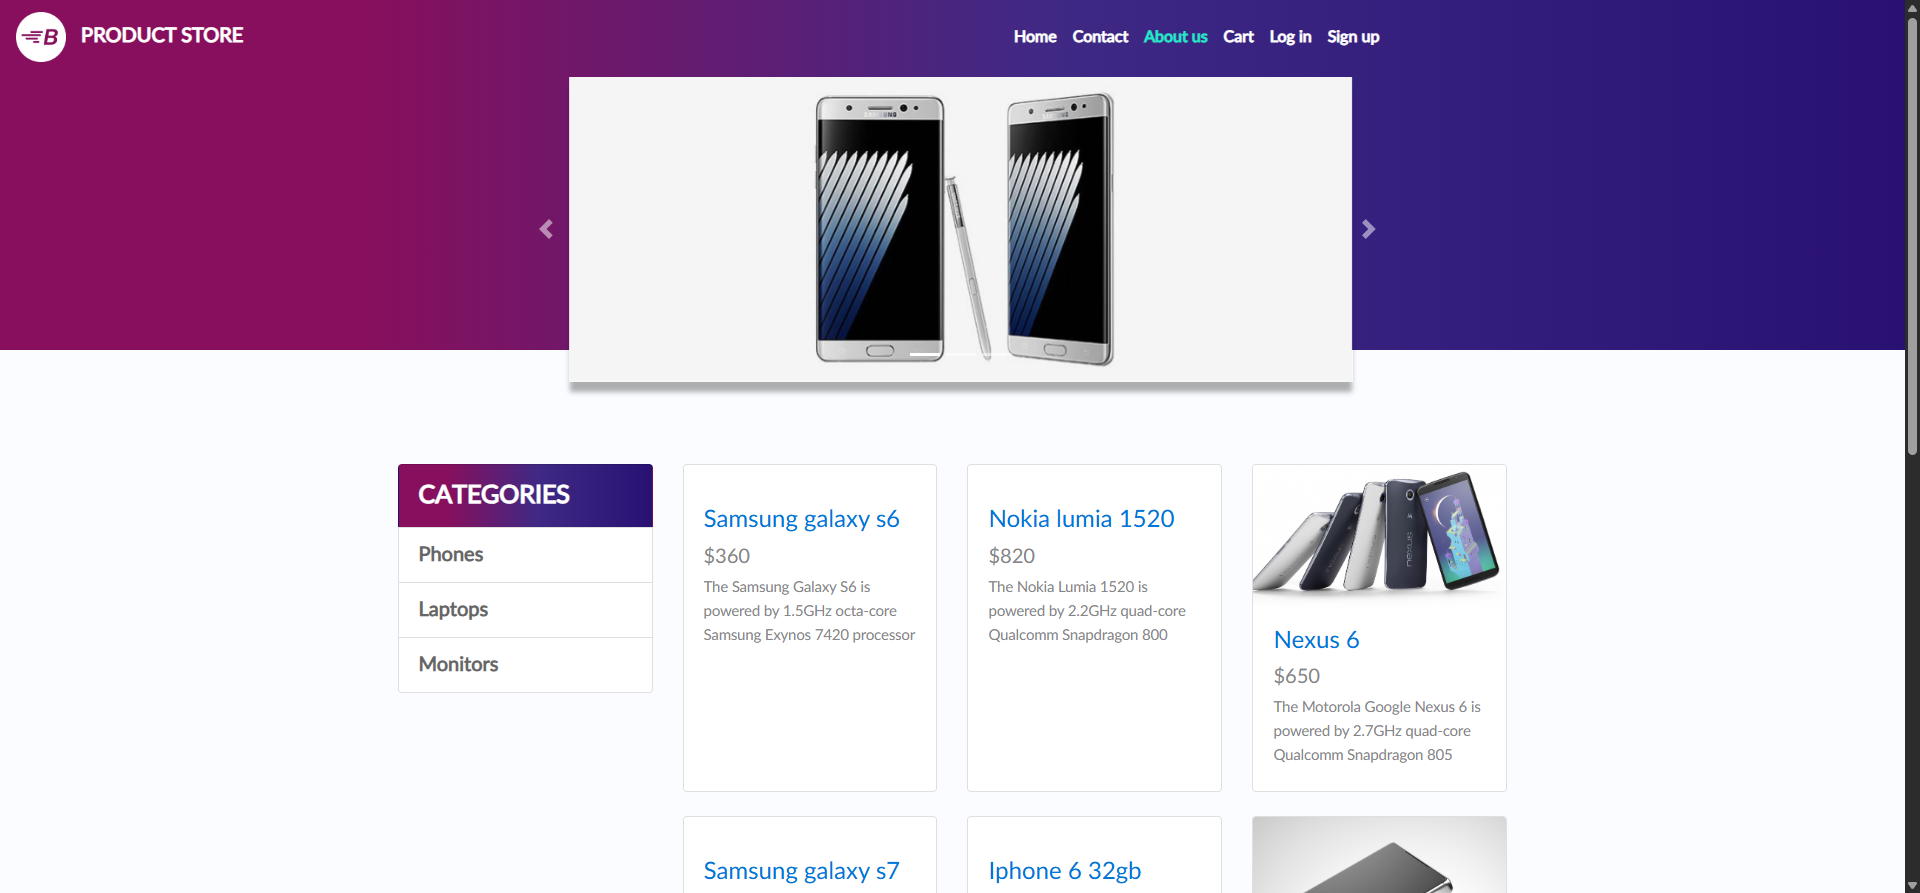 B PRODUCT STORE
Home Contact About us Cart Log in Sign up
SAMSUNG
CATEGORIES
Phones
Laptops
Monitors
Samsung galaxy s6
$360
The Samsung Galaxy S6 is
powered by 1.5GHz octa-core
Samsung Exynos 7420 processor
Nokia lumia 1520
$820
The Nokia Lumia 1520 is
powered by 2.2GHz quad-core
Qualcomm Snapdragon 800
nexus
Nexus 6
$650
The Motorola Google Nexus 6 is
powered by 2.7GHz quad-core
Qualcomm Snapdragon 805
Samsung galaxy s7
Iphone 6 32gb